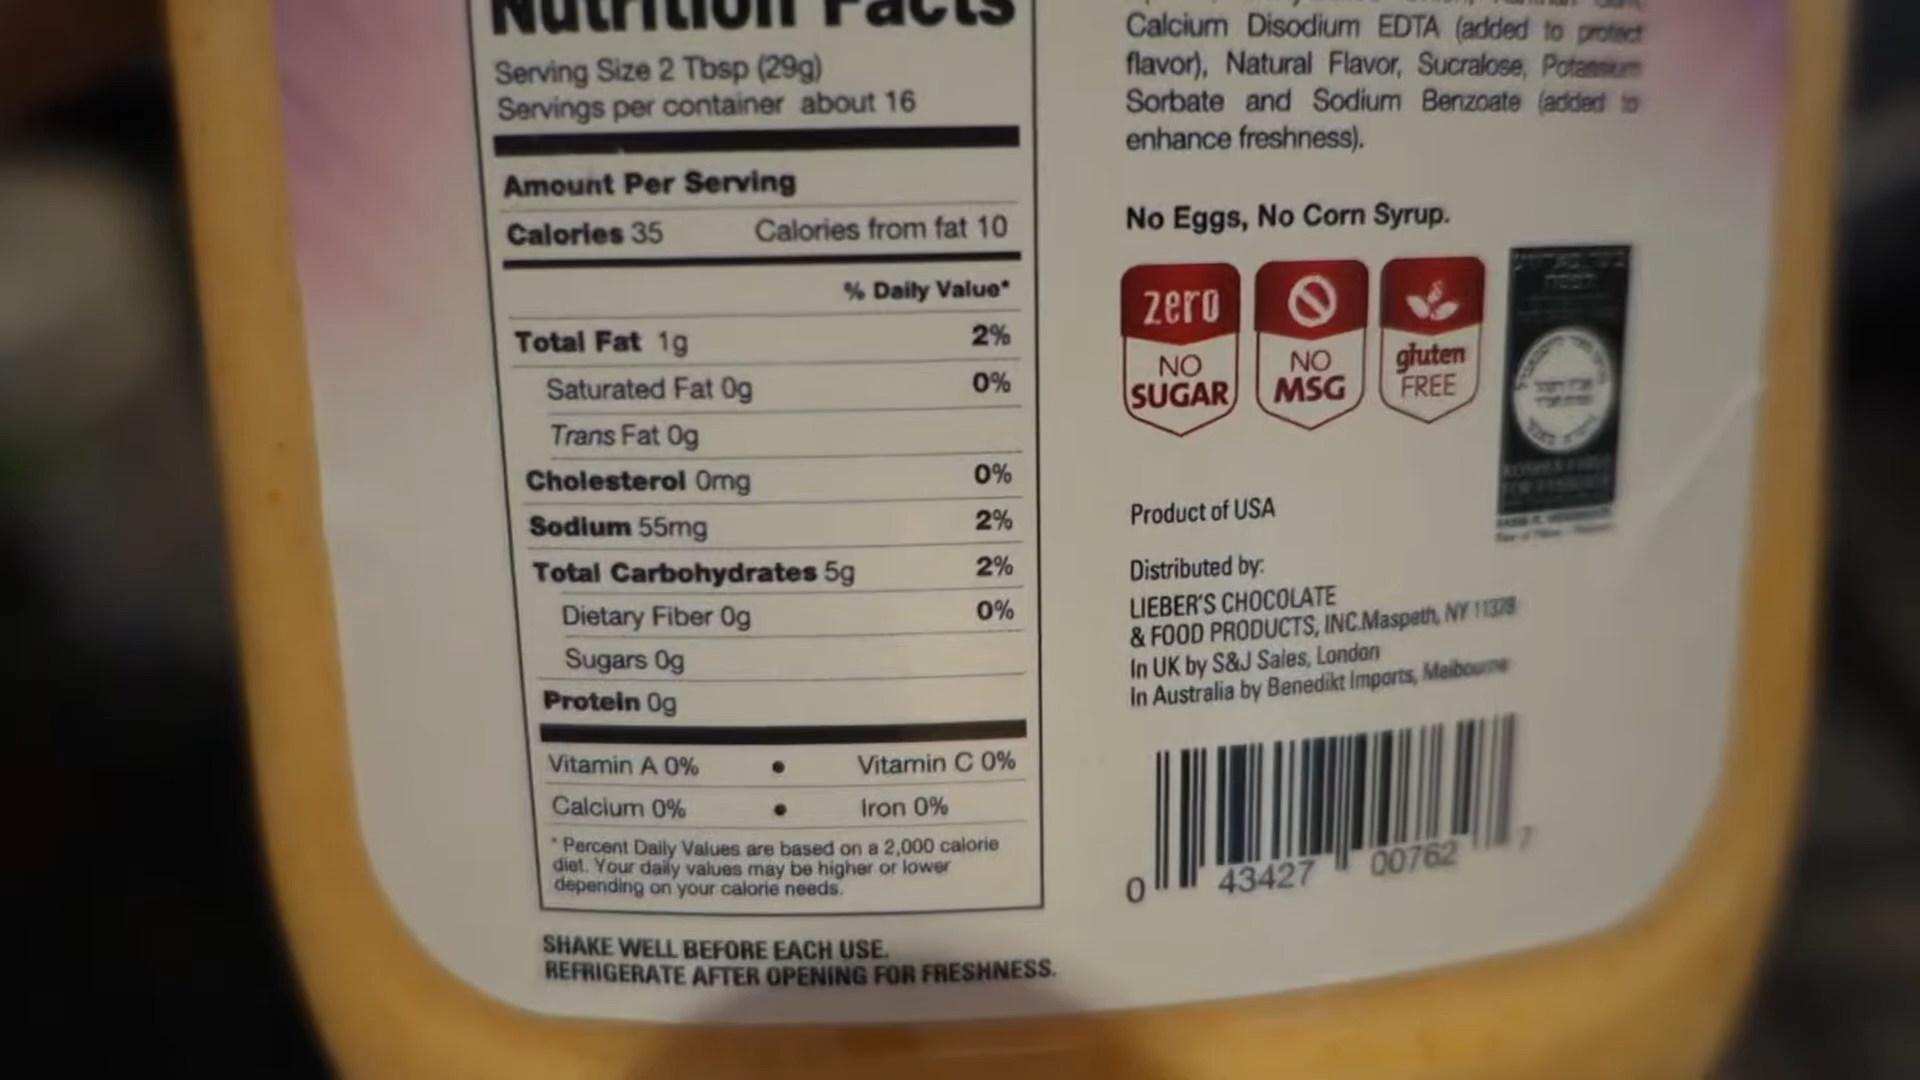 Nutrition Facts
Serving Size 2 Tbsp (29g)
Servings per container about 16
Amount Per Serving
Calories 35 Calories from fat 10
% Daily Value*
Total Fat 1g 2%
Saturated Fat 0g 0%
Trans Fat 0g
Cholesterol 0mg 0%
Sodium 55mg 2%
Total Carbohydrates 5g 2%
Dietary Fiber 0g 0%
Sugars 0g
Protein 0g
Vitamin A 0% • Vitamin C 0%
Calcium 0% • Iron 0%
* Percent Daily Values are based on a 2,000 calorie
diet. Your daily values may be higher or lower
depending on your calorie needs.
SHAKE WELL BEFORE EACH USE.
REFRIGERATE AFTER OPENING FOR FRESHNESS.
Calcium Disodium EDTA (added to protect
flavor), Natural Flavor, Sucralose, Potassium
Sorbate and Sodium Benzoate (added to
enhance freshness).
No Eggs, No Corn Syrup.
zero
NO
SUGAR
NO
MSG
gluten
FREE
Product of USA
Distributed by:
LIEBER'S CHOCOLATE
& FOOD PRODUCTS, INC.Maspeth, NY 11378
In UK by S&J Sales, London
In Australia by Benedikt Imports, Melbourne
0 43427 00762 7